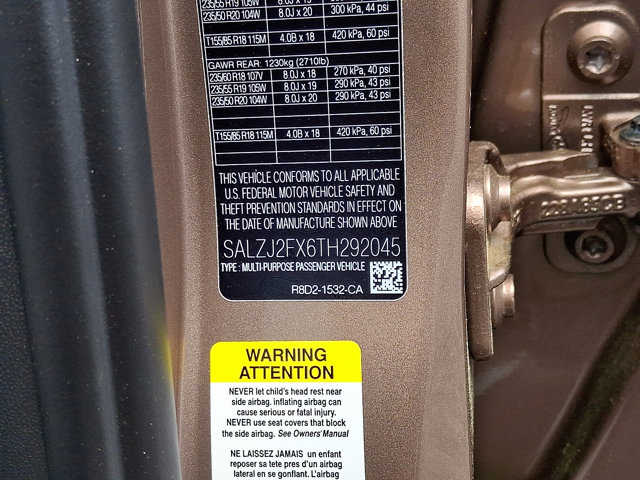 235/55 R19 105W 8.0J x 19
235/50 R20 104W 8.0J x 20 300 kPa, 44 psi
T155/85 R18 115M 4.0B x 18 420 kPa, 60 psi
GAWR REAR: 1230kg (2710lb)
235/60 R18 107V 8.0J x 18 270 kPa, 40 psi
235/55 R19 105W 8.0J x 19 290 kPa, 43 psi
235/50 R20 104W 8.0J x 20 290 kPa, 43 psi
T155/85 R18 115M 4.0B x 18 420 kPa, 60 psi
THIS VEHICLE CONFORMS TO ALL APPLICABLE
U.S. FEDERAL MOTOR VEHICLE SAFETY AND
THEFT PREVENTION STANDARDS IN EFFECT ON
THE DATE OF MANUFACTURE SHOWN ABOVE
SALZJ2FX6TH292045
TYPE : MULTI-PURPOSE PASSENGER VEHICLE
R8D2-1532-CA
WARNING
ATTENTION
NEVER let child's head rest near
side airbag. inflating airbag can
cause serious or fatal injury.
NEVER use seat covers that block
the side airbag. See Owners' Manual
NE LAISSEZ JAMAIS un enfant
reposer sa tete pres d'un airbag
lateral en se gonflant. L'airbag